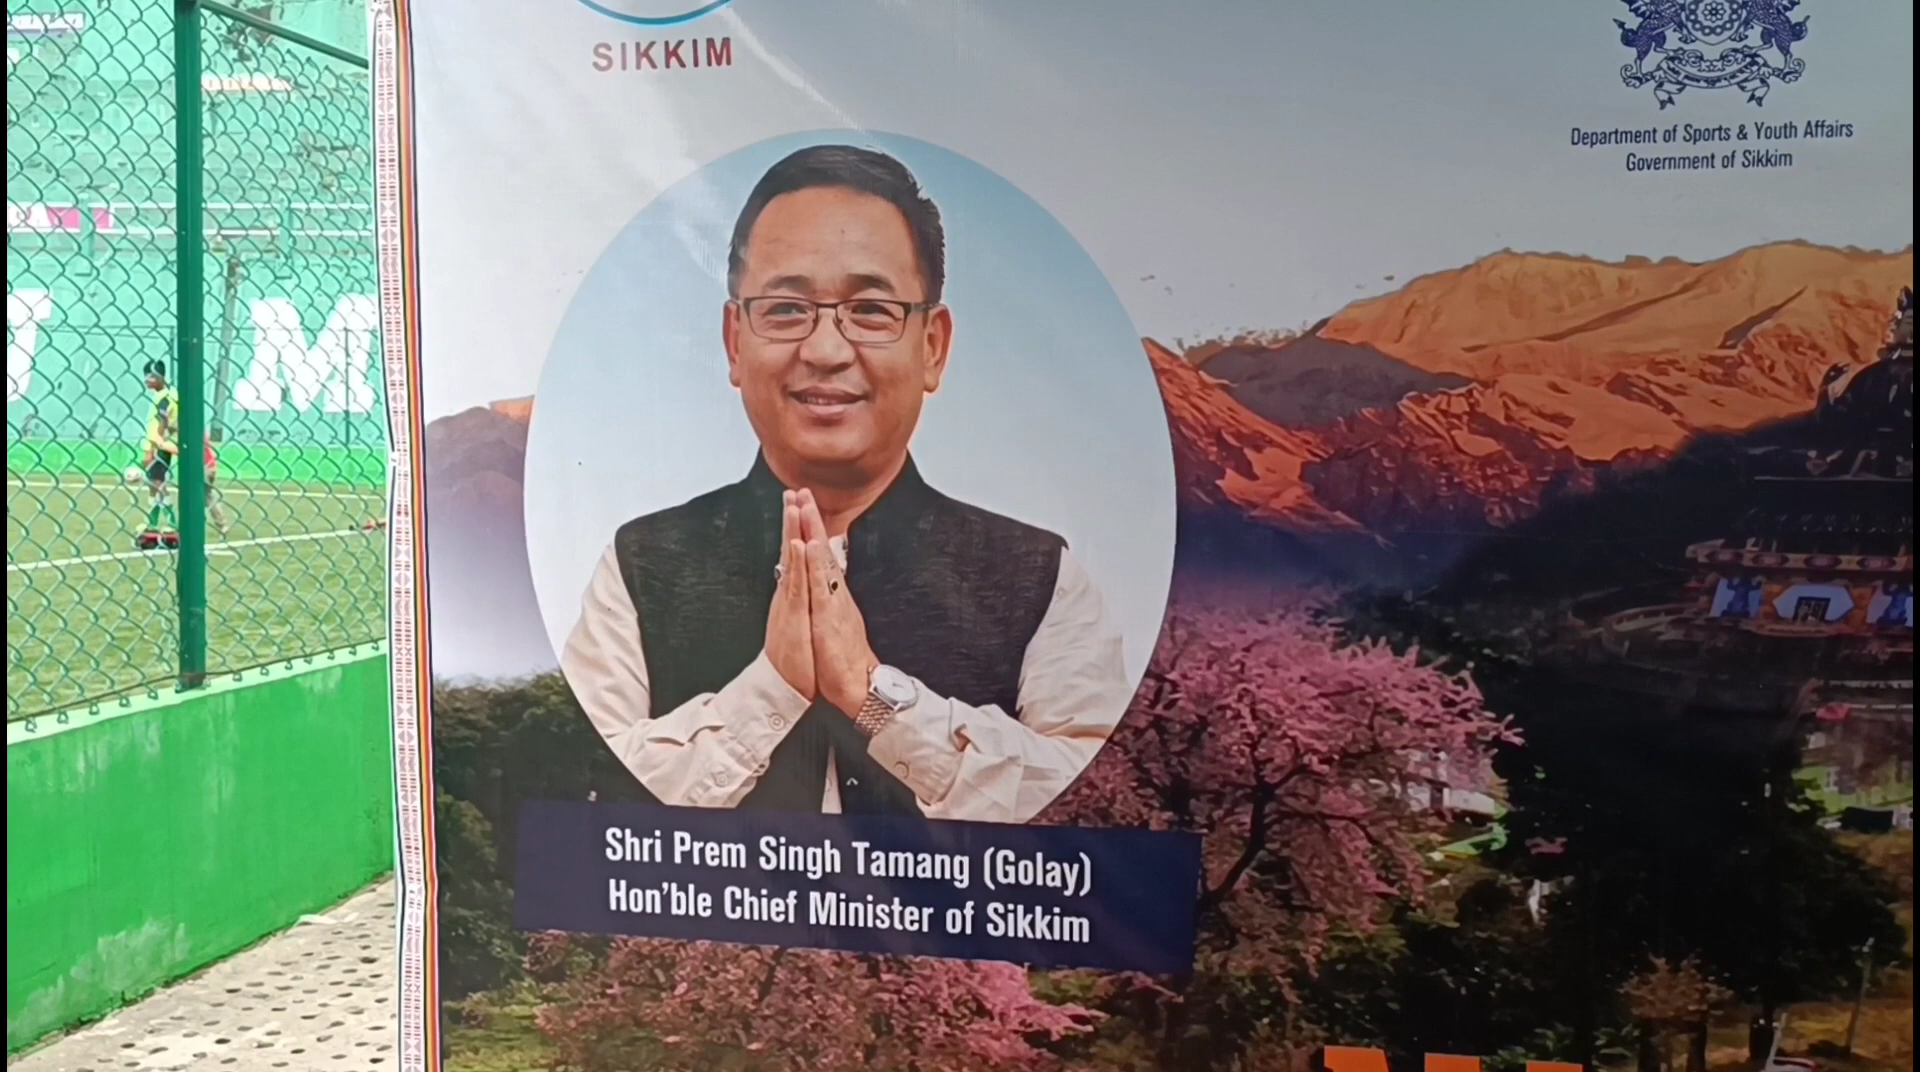 SIKKIM
Department of Sports & Youth Affairs
Government of Sikkim
M
Shri Prem Singh Tamang (Golay)
Hon'ble Chief Minister of Sikkim